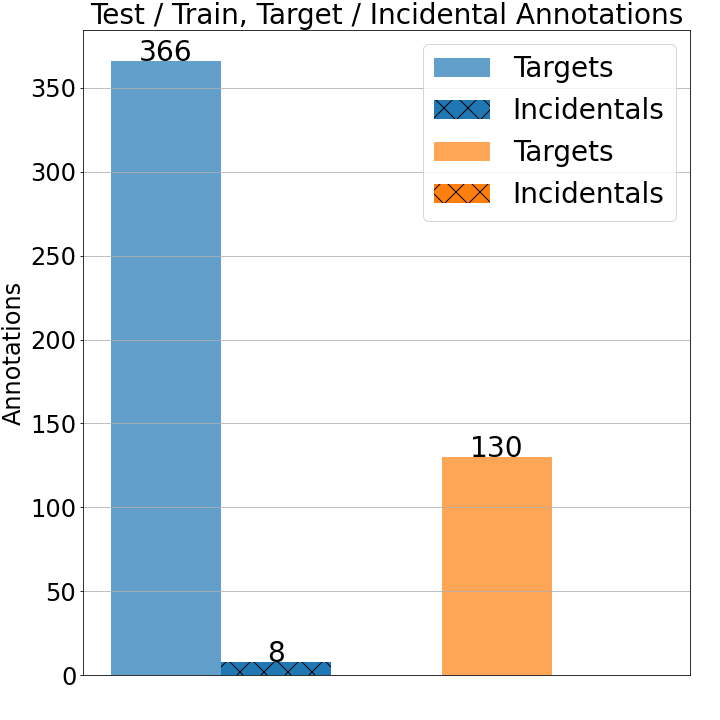 Test / Train, Target / Incidental Annotations
366
Targets
Incidentals
Targets
Incidentals
350
300
250
200
150
130
100
50
8
0
Annotations